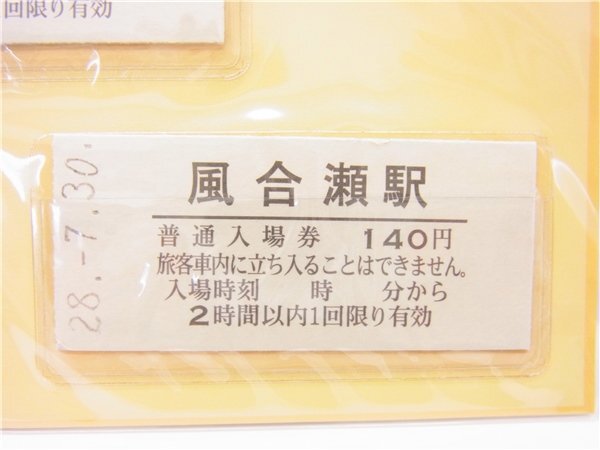 回限り有効
28.-7.30.
風合瀬駅
普通入場券 140円
旅客車内に立ち入ることはできません。
入場時刻 時 分から
2時間以内1回限り有効